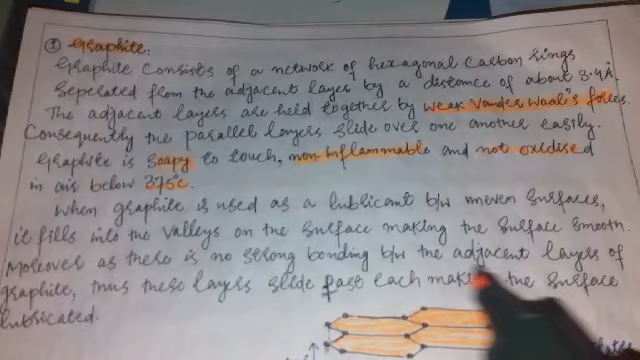 ① Graphite:
Graphite consists of a network of hexagonal carbon rings
seperated from the adjacent layer by a distance of about 3.4Å.
The adjacent layers are held together by weak Vander Waal's forces.
Consequently the parallel layers slide over one another easily.
Graphite is soapy to touch, non-inflammable and not oxidised
in air below 375°C.
When graphite is used as a lubricant b/w uneven surfaces,
it fills into the valleys on the surface making the surface smooth.
Moreover as there is no strong bonding b/w the adjacent layers of
graphite, thus these layers slide past each making the surface
lubricated.